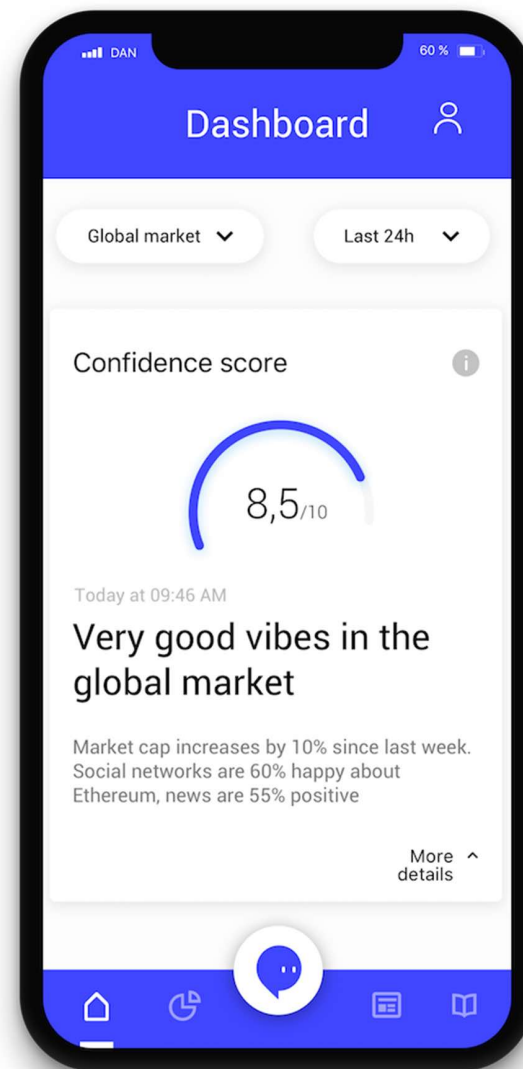 DAN
60 %
Dashboard
Global market
Last 24h
Confidence score
i
8,5/10
Today at 09:46 AM
Very good vibes in the
global market
Market cap increases by 10% since last week.
Social networks are 60% happy about
Ethereum, news are 55% positive
More
details